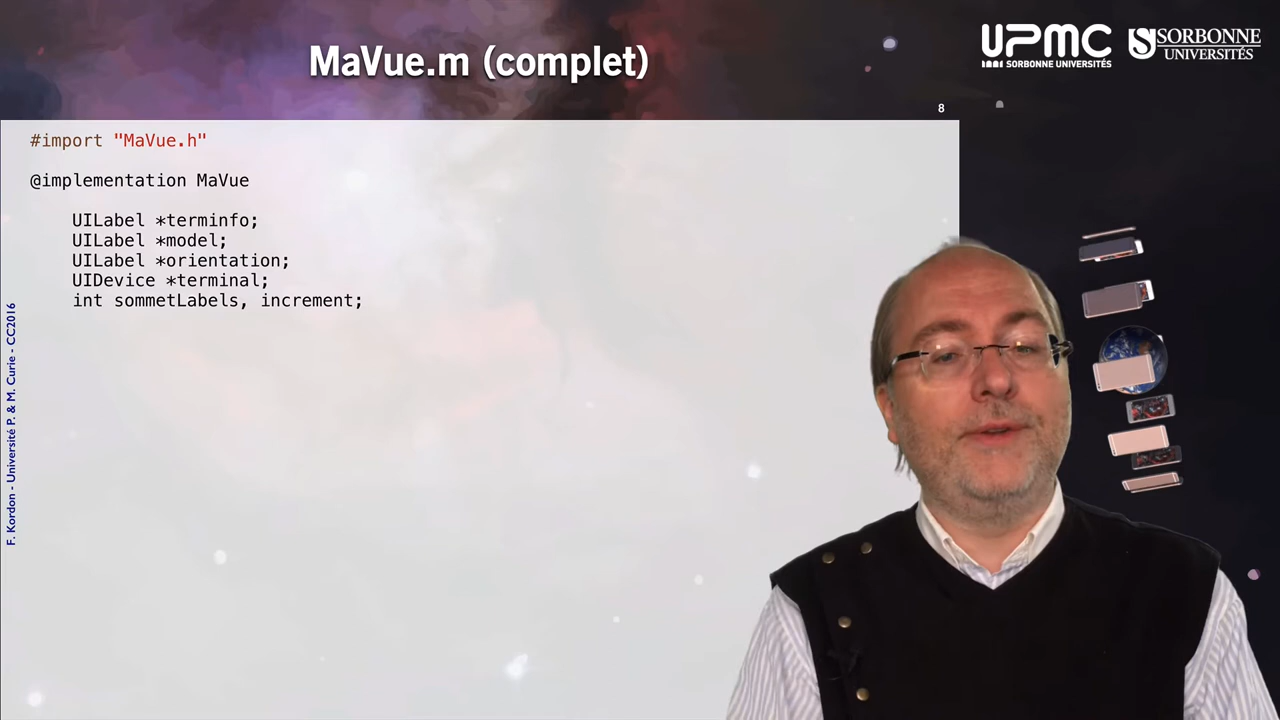 MaVue.m (complet)
UPMC
SORBONNE UNIVERSITÉS
SORBONNE
UNIVERSITÉS
8
#import "MaVue.h"
@implementation MaVue
UILabel *terminfo;
UILabel *model;
UILabel *orientation;
UIDevice *terminal;
int sommetLabels, increment;
F. Kordon - Université P. & M. Curie - CC2016